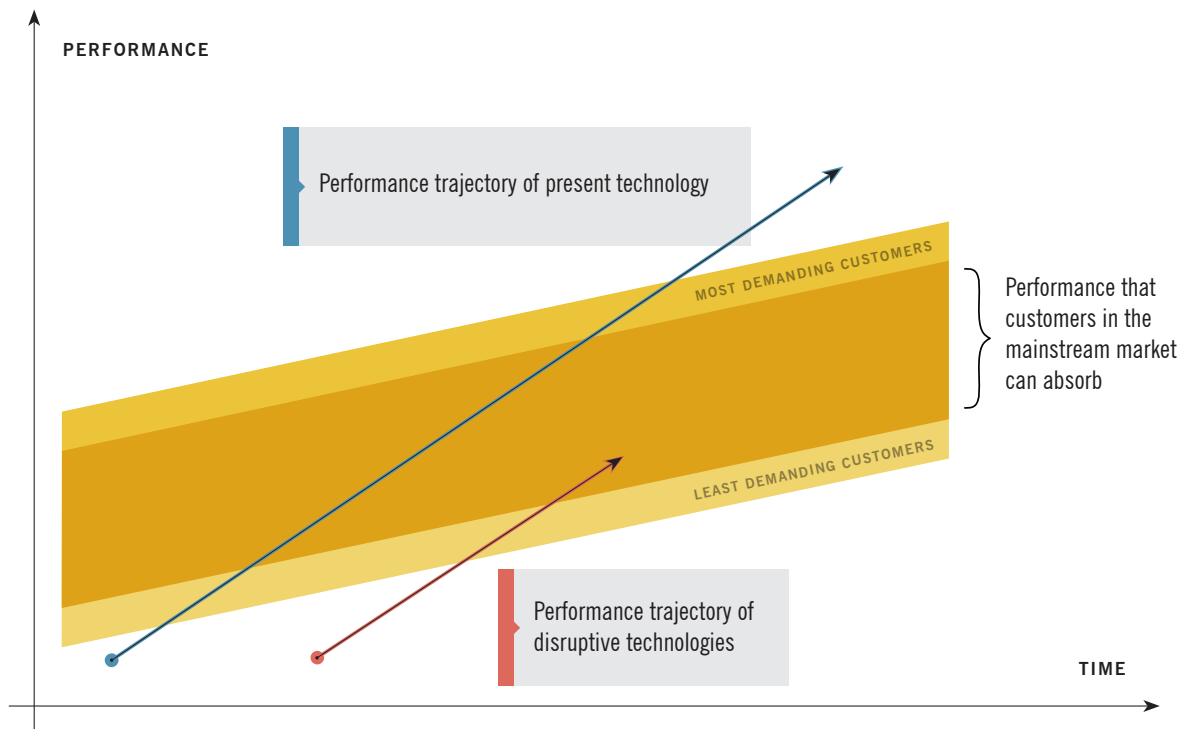 PERFORMANCE
Performance trajectory of present technology
MOST DEMANDING CUSTOMERS
Performance that
customers in the
mainstream market
can absorb
LEAST DEMANDING CUSTOMERS
Performance trajectory of
disruptive technologies
TIME